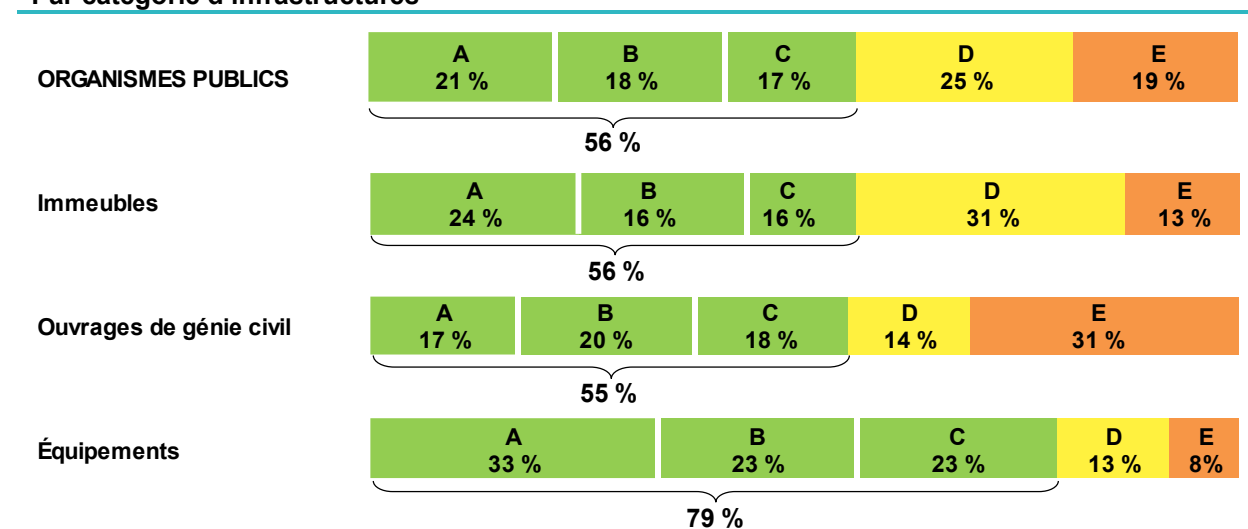 Par catégorie d'infrastructures
A B C D E
ORGANISMES PUBLICS 21 % 18 % 17 % 25 % 19 %
56 %
A B C D E
Immeubles 24 % 16 % 16 % 31 % 13 %
56 %
A B C D E
Ouvrages de génie civil 17 % 20 % 18 % 14 % 31 %
55 %
A B C D E
Équipements 33 % 23 % 23 % 13 % 8%
79 %